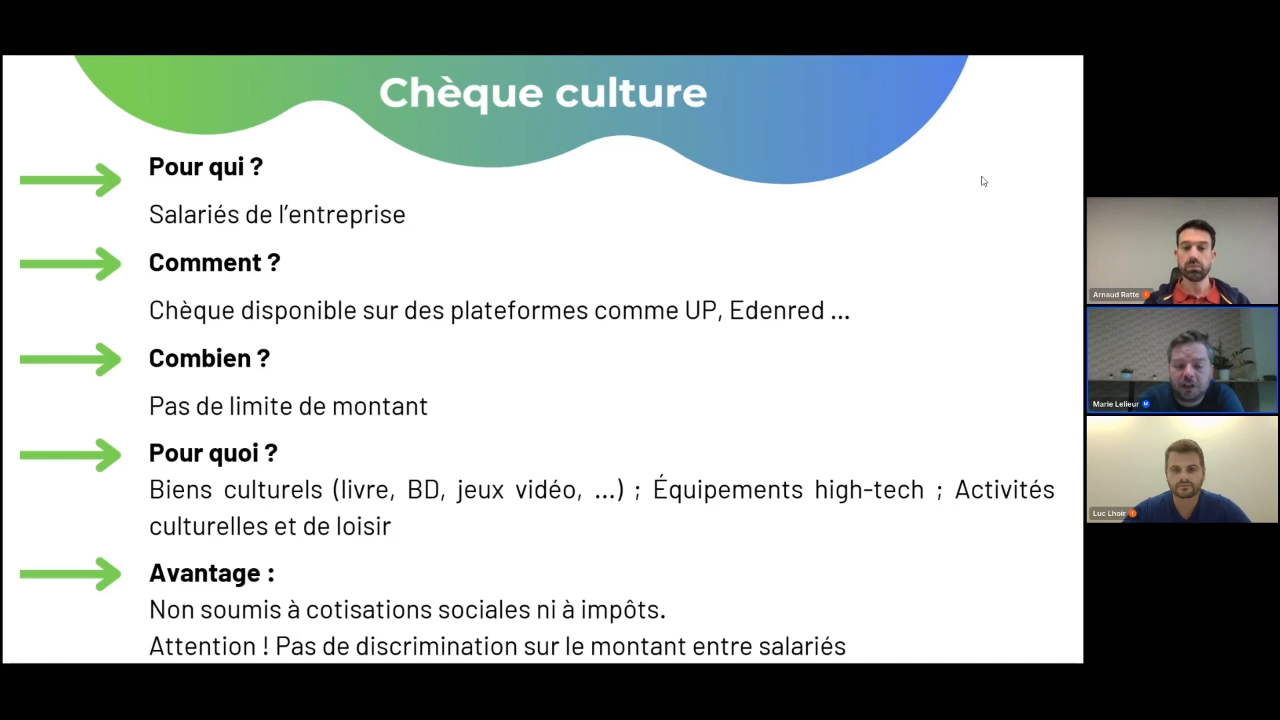 Chèque culture
Pour qui ?
Salariés de l’entreprise
Comment ?
Chèque disponible sur des plateformes comme UP, Edenred ...
Combien ?
Pas de limite de montant
Pour quoi ?
Biens culturels (livre, BD, jeux vidéo, ...) ; Équipements high-tech ; Activités
culturelles et de loisir
Avantage :
Non soumis à cotisations sociales ni à impôts.
Attention ! Pas de discrimination sur le montant entre salariés
Arnaud Ratte
Marie Lelieur
Luc Lhoir